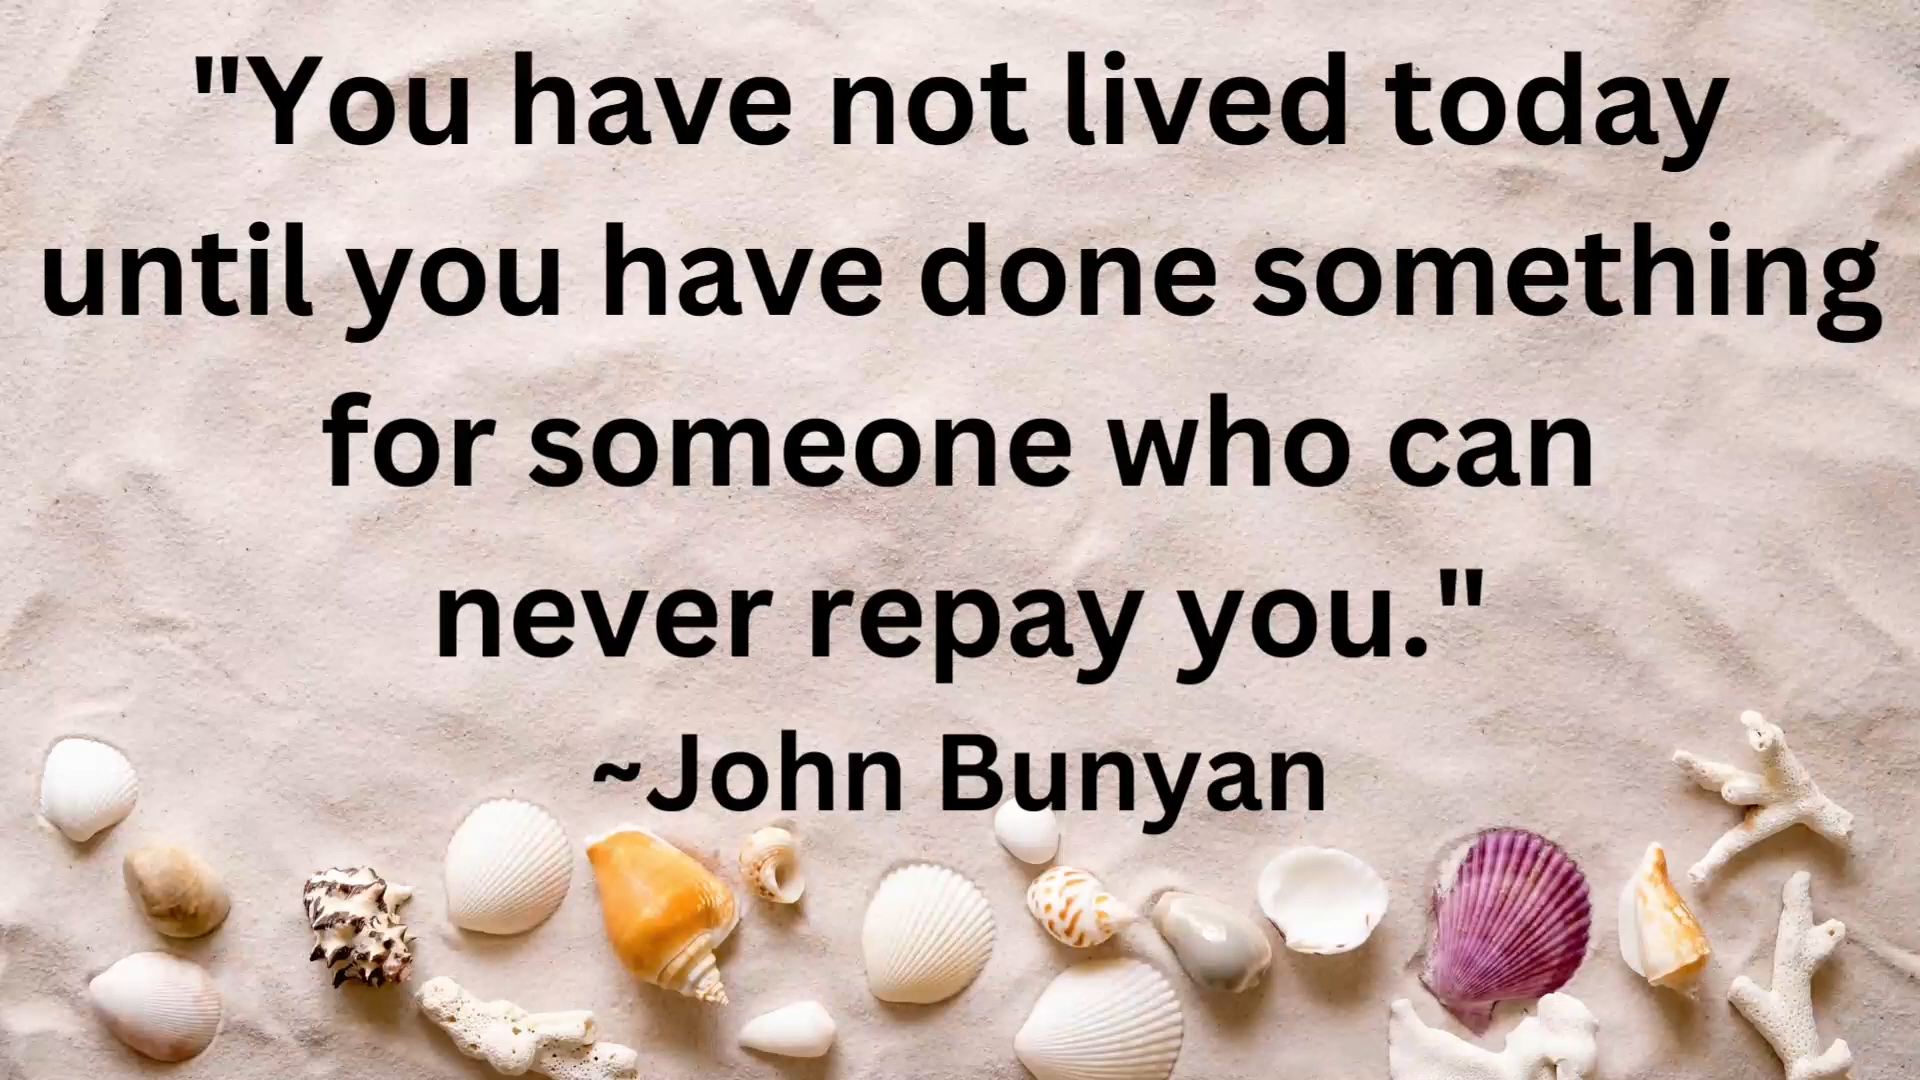 "You have not lived today
until you have done something
for someone who can
never repay you."
~John Bunyan